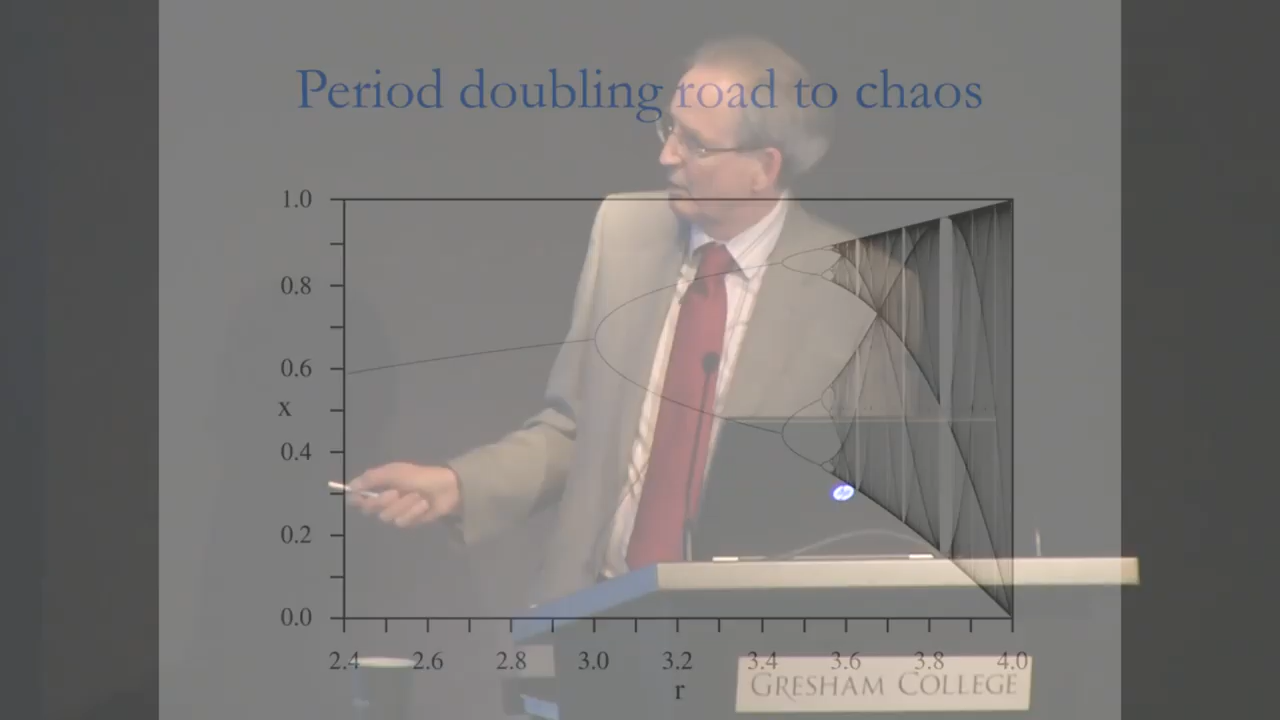 Period doubling road to chaos
1.0
0.8
0.6
x
0.4
0.2
0.0
2.4 2.6 2.8 3.0 3.2 3.4 3.6 3.8 4.0
r
GRESHAM COLLEGE